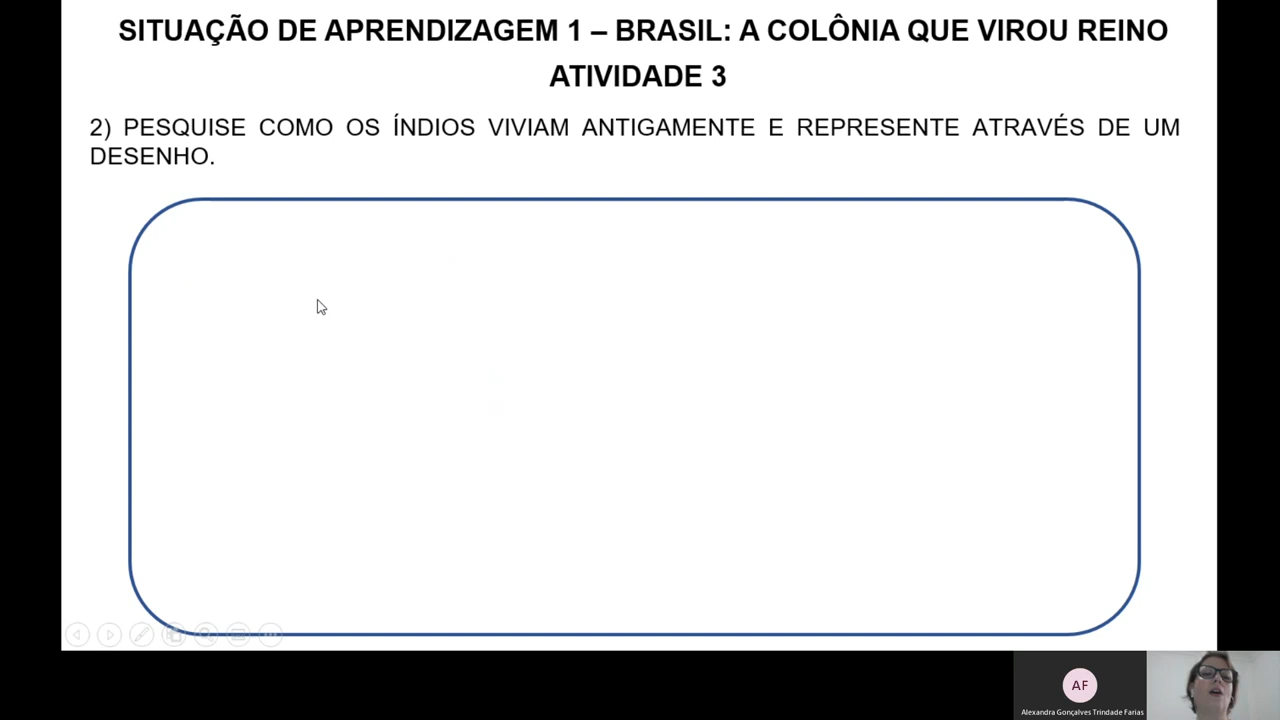 SITUAÇÃO DE APRENDIZAGEM 1 – BRASIL: A COLÔNIA QUE VIROU REINO
ATIVIDADE 3
2) PESQUISE COMO OS ÍNDIOS VIVIAM ANTIGAMENTE E REPRESENTE ATRAVÉS DE UM
DESENHO.
AF
Alexandra Gonçalves Trindade Farias